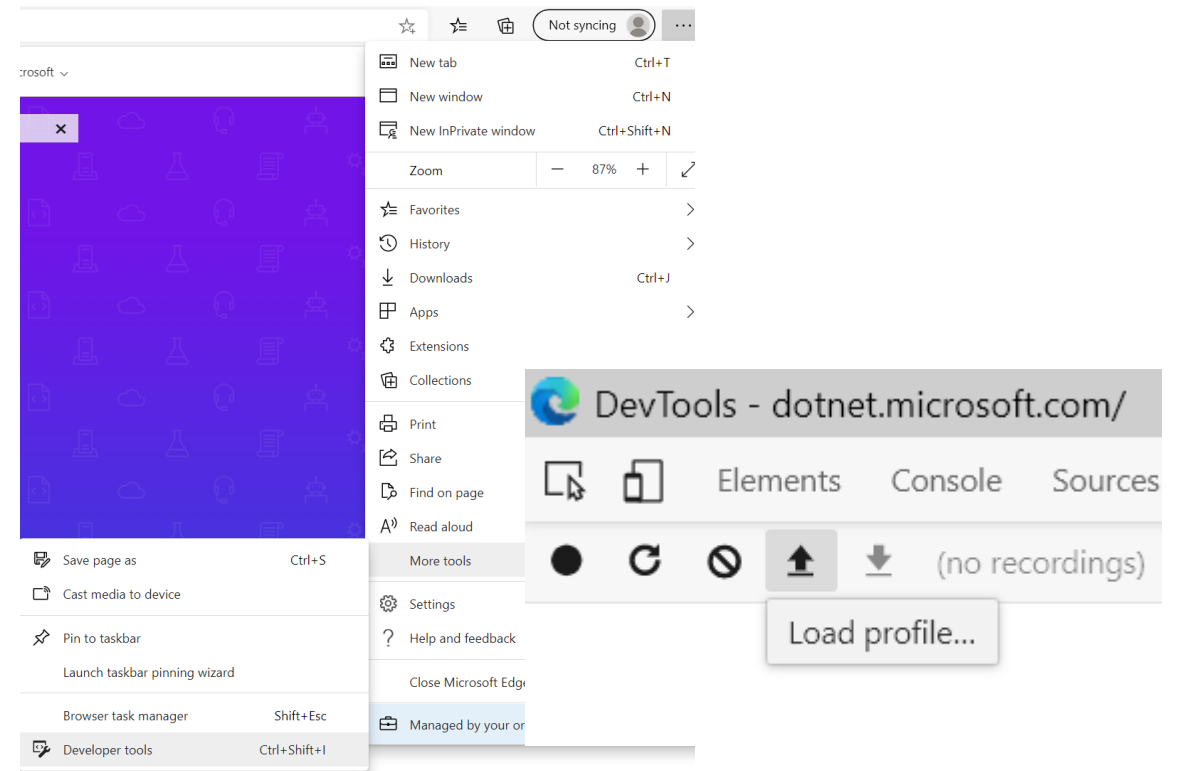 Not syncing
crosoft
New tab Ctrl+T
New window Ctrl+N
New InPrivate window Ctrl+Shift+N
Zoom 87%
Favorites
History
Downloads Ctrl+J
Apps
Extensions
Collections
Print
Share
Find on page
Read aloud
More tools
Settings
Help and feedback
Close Microsoft Edge
Managed by your or
Save page as Ctrl+S
Cast media to device
Pin to taskbar
Launch taskbar pinning wizard
Browser task manager Shift+Esc
Developer tools Ctrl+Shift+I
DevTools - dotnet.microsoft.com/
Elements Console Sources
(no recordings)
Load profile...